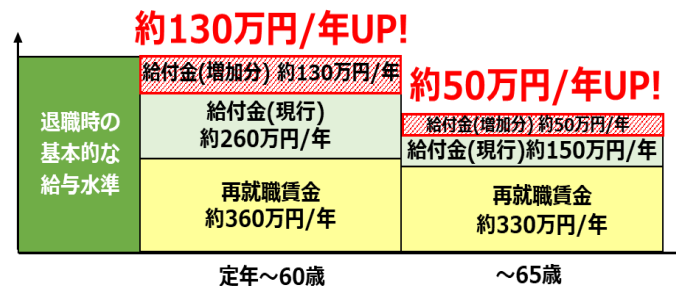 約130万円/年UP!
給付金(増加分) 約130万円/年
約50万円/年UP!
給付金(増加分) 約50万円/年
退職時の
基本的な
給与水準
給付金(現行)
約260万円/年
給付金(現行)約150万円/年
再就職賃金
約360万円/年
再就職賃金
約330万円/年
定年～60歳
～65歳